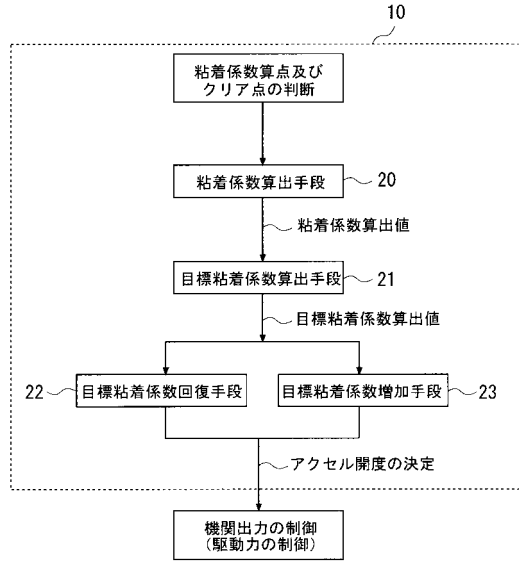 10
粘着係数算点及び
クリア点の判断
粘着係数算出手段
20
粘着係数算出値
目標粘着係数算出手段
21
目標粘着係数算出値
22
目標粘着係数回復手段
目標粘着係数増加手段
23
アクセル開度の決定
機関出力の制御
(駆動力の制御)